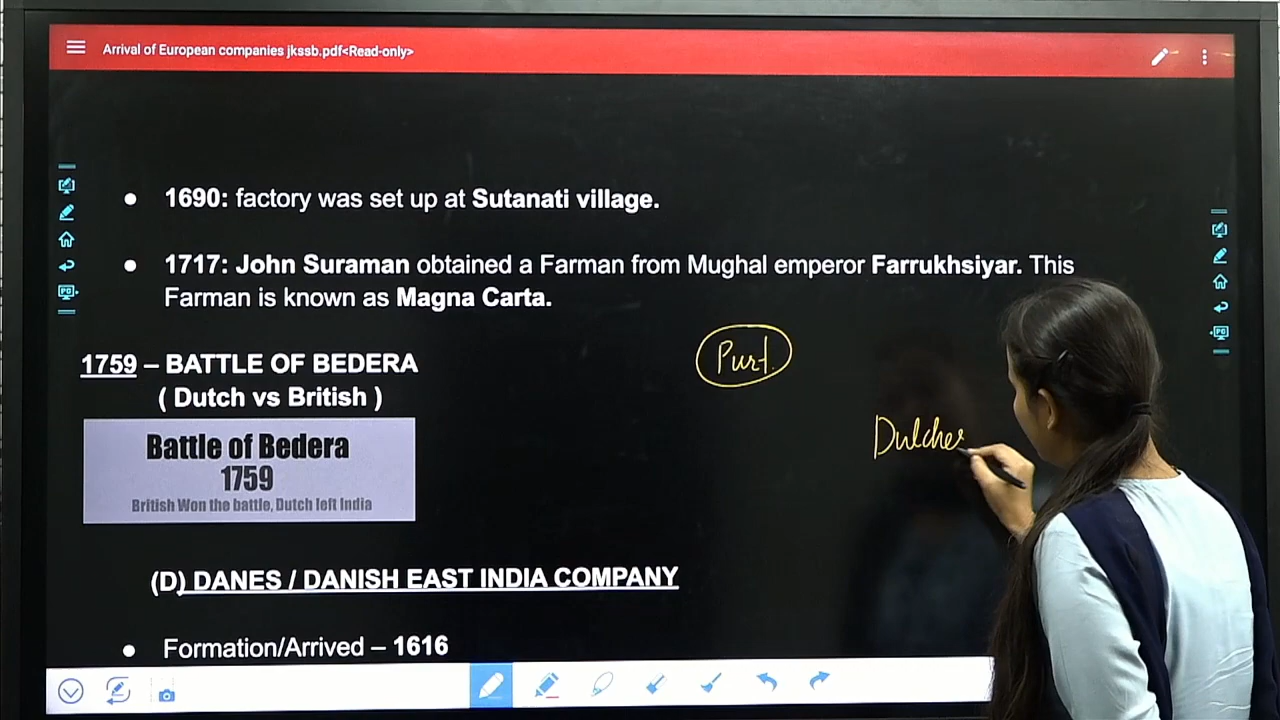 Arrival of European companies jkssb.pdf<Read-only>
● 1690: factory was set up at Sutanati village.
● 1717: John Suraman obtained a Farman from Mughal emperor Farrukhsiyar. This
Farman is known as Magna Carta.
Purt.
1759 – BATTLE OF BEDERA
( Dutch vs British )
Dulches
Battle of Bedera
1759
British Won the battle, Dutch left India
(D) DANES / DANISH EAST INDIA COMPANY
● Formation/Arrived – 1616